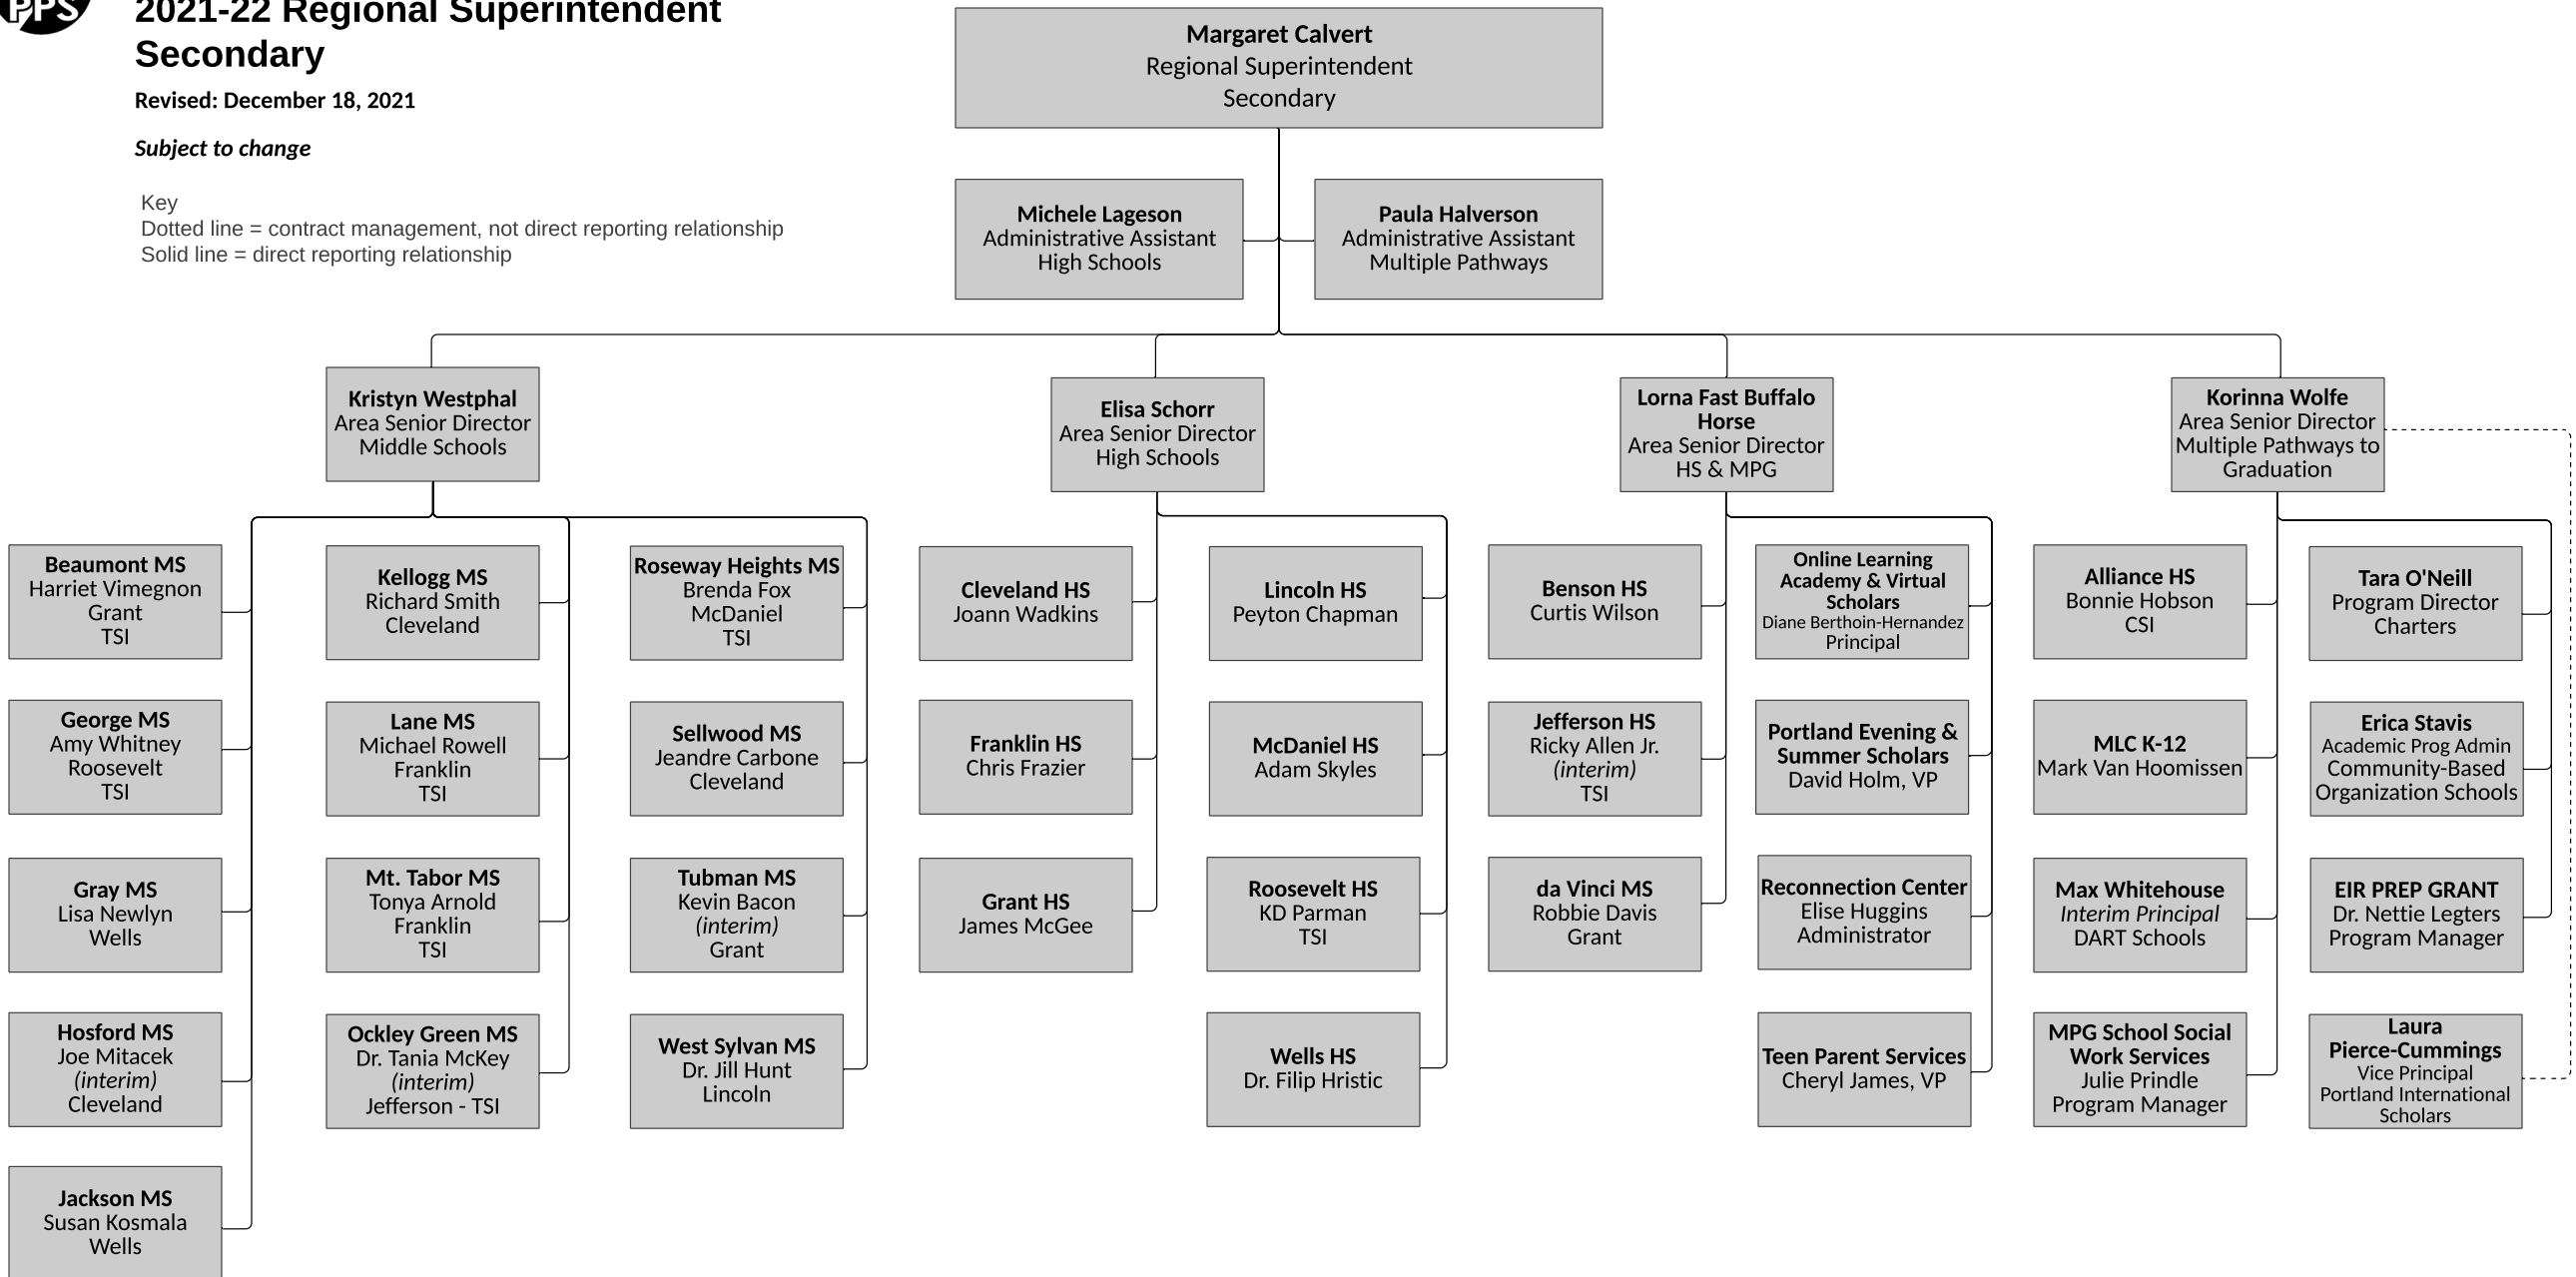 PPS
2021-22 Regional Superintendent
Secondary
Revised: December 18, 2021
Subject to change
Key
Dotted line = contract management, not direct reporting relationship
Solid line = direct reporting relationship
Margaret Calvert
Regional Superintendent
Secondary
Michele Lageson
Administrative Assistant
High Schools
Paula Halverson
Administrative Assistant
Multiple Pathways
Kristyn Westphal
Area Senior Director
Middle Schools
Elisa Schorr
Area Senior Director
High Schools
Lorna Fast Buffalo
Horse
Area Senior Director
HS & MPG
Korinna Wolfe
Area Senior Director
Multiple Pathways to
Graduation
Beaumont MS
Harriet Vimegnon
Grant
TSI
Kellogg MS
Richard Smith
Cleveland
Roseway Heights MS
Brenda Fox
McDaniel
TSI
Cleveland HS
Joann Wadkins
Lincoln HS
Peyton Chapman
Benson HS
Curtis Wilson
Online Learning
Academy & Virtual
Scholars
Diane Berthoin-Hernandez
Principal
Alliance HS
Bonnie Hobson
CSI
Tara O'Neill
Program Director
Charters
George MS
Amy Whitney
Roosevelt
TSI
Lane MS
Michael Rowell
Franklin
TSI
Sellwood MS
Jeandre Carbone
Cleveland
Franklin HS
Chris Frazier
McDaniel HS
Adam Skyles
Jefferson HS
Ricky Allen Jr.
(interim)
TSI
Portland Evening &
Summer Scholars
David Holm, VP
MLC K-12
Mark Van Hoomissen
Erica Stavis
Academic Prog Admin
Community-Based
Organization Schools
Gray MS
Lisa Newlyn
Wells
Mt. Tabor MS
Tonya Arnold
Franklin
TSI
Tubman MS
Kevin Bacon
(interim)
Grant
Grant HS
James McGee
Roosevelt HS
KD Parman
TSI
da Vinci MS
Robbie Davis
Grant
Reconnection Center
Elise Huggins
Administrator
Max Whitehouse
Interim Principal
DART Schools
EIR PREP GRANT
Dr. Nettie Legters
Program Manager
Hosford MS
Joe Mitacek
(interim)
Cleveland
Ockley Green MS
Dr. Tania McKey
(interim)
Jefferson - TSI
West Sylvan MS
Dr. Jill Hunt
Lincoln
Wells HS
Dr. Filip Hristic
Teen Parent Services
Cheryl James, VP
MPG School Social
Work Services
Julie Prindle
Program Manager
Laura
Pierce-Cummings
Vice Principal
Portland International
Scholars
Jackson MS
Susan Kosmala
Wells